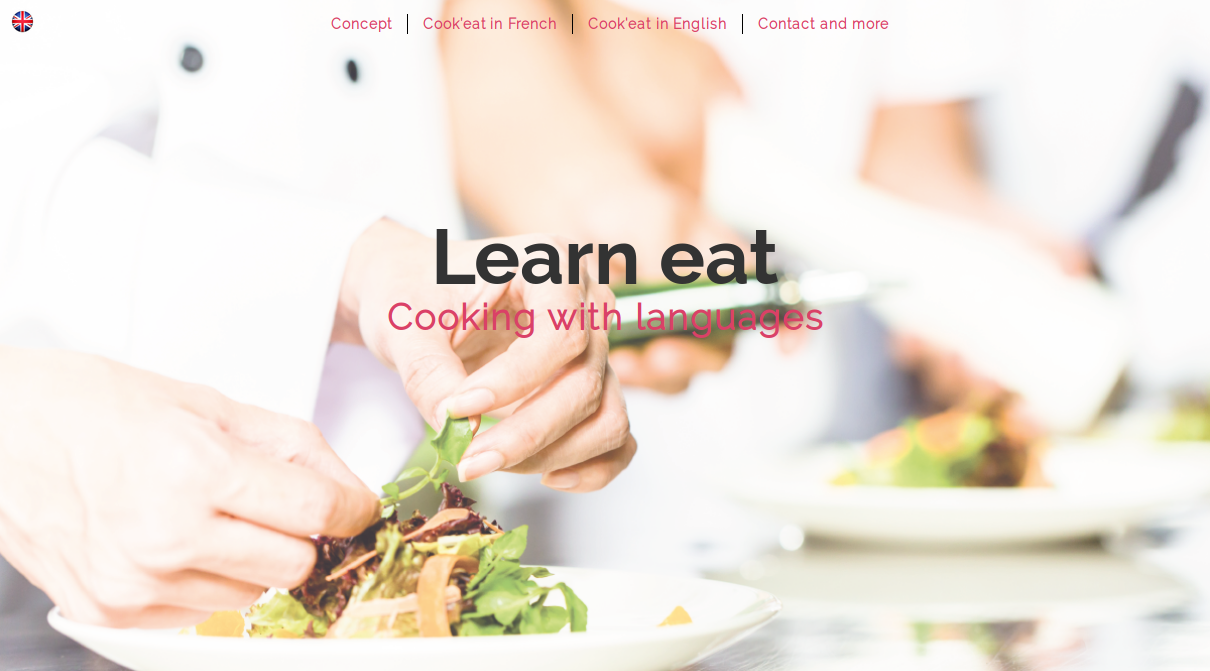 Concept
Cook'eat in French
Cook'eat in English
Contact and more
Learn eat
Cooking with languages